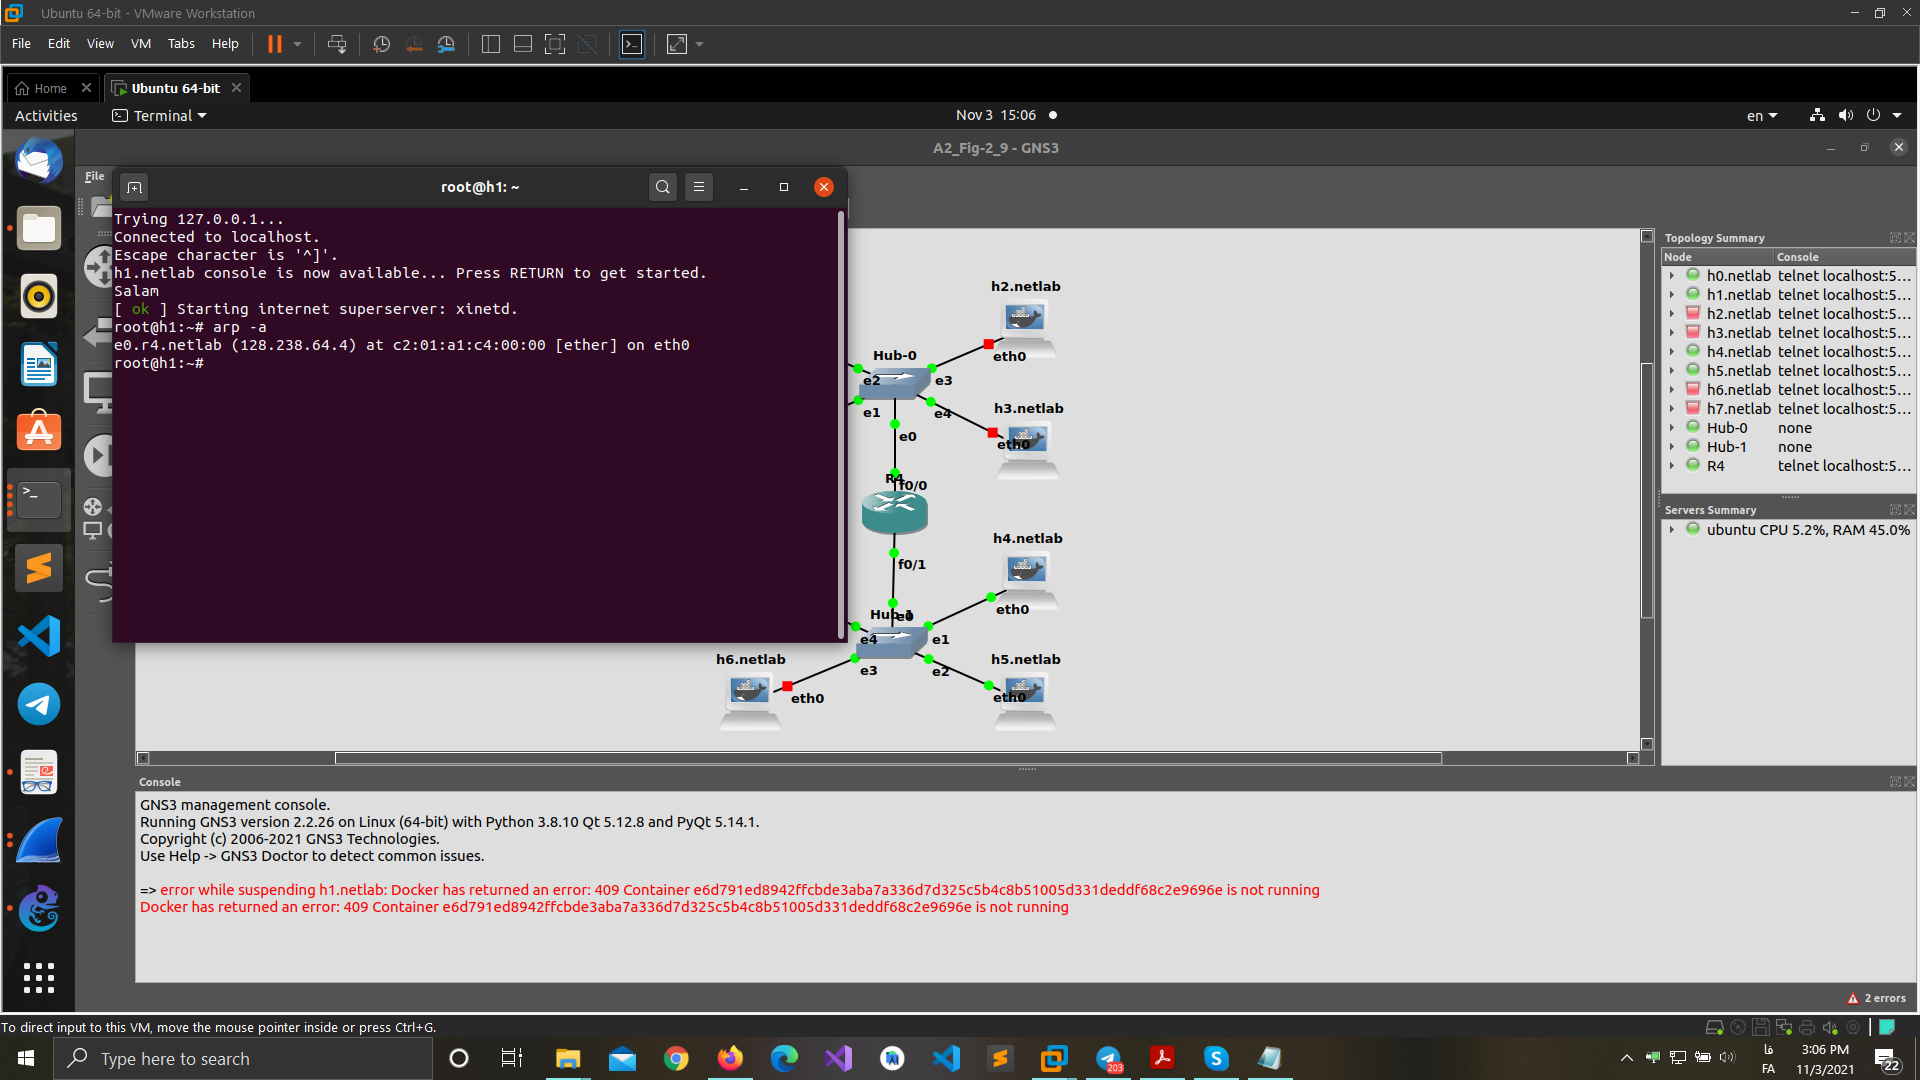 Ubuntu 64-bit - VMware Workstation
File Edit View VM Tabs Help
Home
Ubuntu 64-bit
Activities
Terminal
Nov 3 15:06
en
A2_Fig-2_9 - GNS3
File
root@h1: ~
Trying 127.0.0.1...
Connected to localhost.
Escape character is '^]'.
h1.netlab console is now available... Press RETURN to get started.
Salam
[ ok ] Starting internet superserver: xinetd.
root@h1:~# arp -a
e0.r4.netlab (128.238.64.4) at c2:01:a1:c4:00:00 [ether] on eth0
root@h1:~#
h2.netlab
eth0
Hub-0
e2
e3
e1
e4
e0
h3.netlab
eth0
R4
f0/0
f0/1
h4.netlab
eth0
Hub-1
e0
e4
e1
e3
e2
h6.netlab
eth0
h5.netlab
eth0
Topology Summary
Node Console
h0.netlab telnet localhost:5...
h1.netlab telnet localhost:5...
h2.netlab telnet localhost:5...
h3.netlab telnet localhost:5...
h4.netlab telnet localhost:5...
h5.netlab telnet localhost:5...
h6.netlab telnet localhost:5...
h7.netlab telnet localhost:5...
Hub-0 none
Hub-1 none
R4 telnet localhost:5...
Servers Summary
ubuntu CPU 5.2%, RAM 45.0%
Console
GNS3 management console.
Running GNS3 version 2.2.26 on Linux (64-bit) with Python 3.8.10 Qt 5.12.8 and PyQt 5.14.1.
Copyright (c) 2006-2021 GNS3 Technologies.
Use Help -> GNS3 Doctor to detect common issues.
=> error while suspending h1.netlab: Docker has returned an error: 409 Container e6d791ed8942ffcbde3aba7a336d7d325c5b4c8b51005d331deddf68c2e9696e is not running
Docker has returned an error: 409 Container e6d791ed8942ffcbde3aba7a336d7d325c5b4c8b51005d331deddf68c2e9696e is not running
2 errors
To direct input to this VM, move the mouse pointer inside or press Ctrl+G.
Type here to search
203
فا
FA
3:06 PM
11/3/2021
22